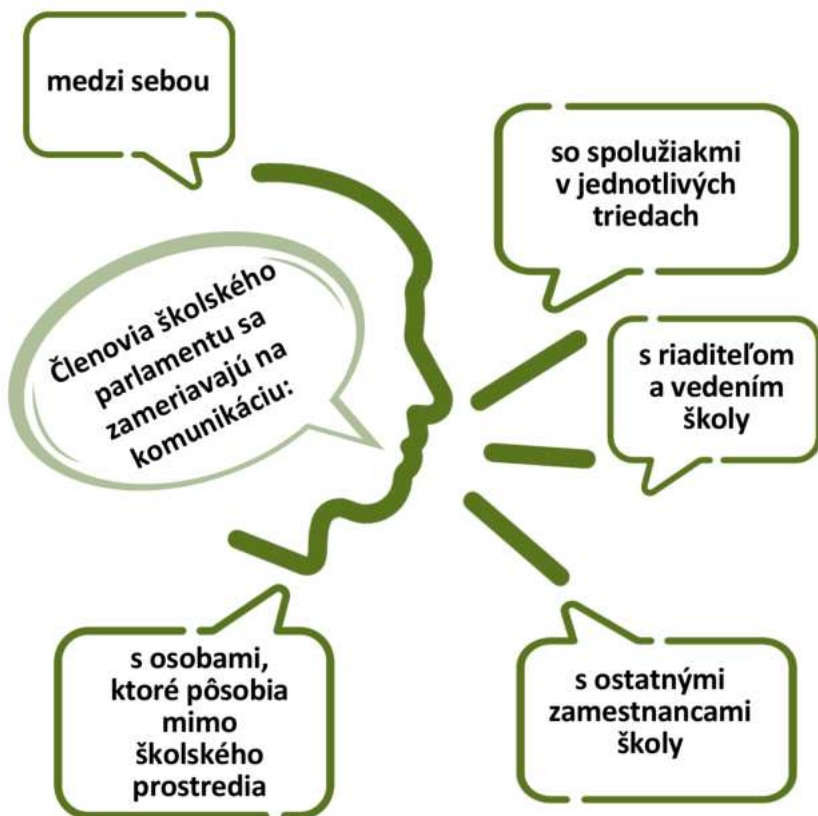 medzi sebou
so spolužiakmi
v jednotlivých
triedach
Členovia školského
parlamentu sa
zameriavajú na
komunikáciu:
s riaditeľom
a vedením
školy
s osobami,
ktoré pôsobia
mimo
školského
prostredia
s ostatnými
zamestnancami
školy